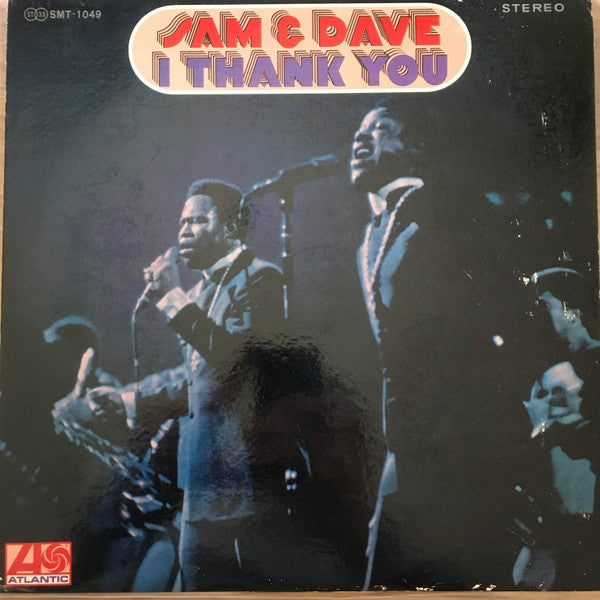 SMT-1049
STEREO
SAM & DAVE
I THANK YOU
ATLANTIC